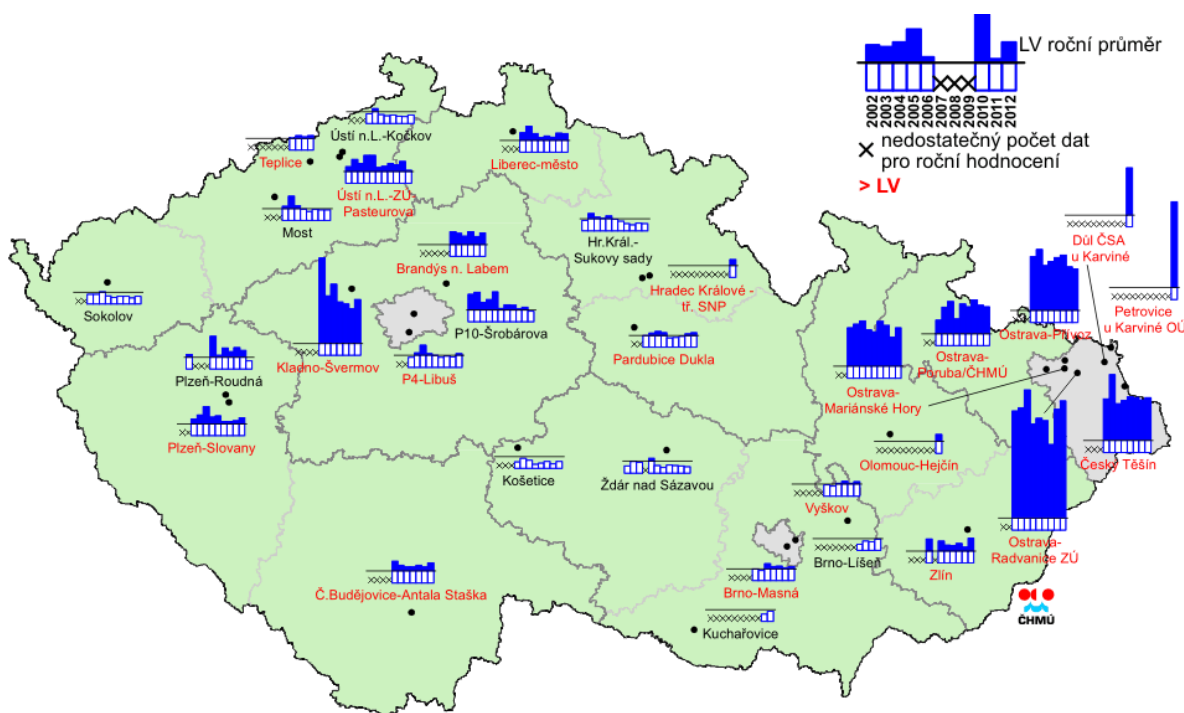 LV roční průměr
2002
2003
2004
2005
2006
2007
2008
2009
2010
2011
2012
nedostatečný počet dat
pro roční hodnocení
> LV
Ústí n.L.-Kočkov
Teplice
Liberec-město
Ústí n.L.-ZÚ-
Pasteurova
Most
Hr.Král.-
Sukovy sady
Důl ČSA
u Karviné
Brandýs n. Labem
Hradec Králové -
tř. SNP
Petrovice
u Karviné OÚ
Sokolov
P10-Šrobárova
Ostrava-Přívoz
Plzeň-Roudná
Kladno-Švermov
P4-Libuš
Pardubice Dukla
Ostrava-
Poruba/ČHMÚ
Ostrava-
Mariánské Hory
Plzeň-Slovany
Košetice
Ždár nad Sázavou
Olomouc-Hejčín
Český Těšín
Vyškov
Ostrava-
Radvanice ZÚ
Brno-Líšeň
Zlín
Č.Budějovice-Antala Staška
Brno-Masná
Kuchařovice
ČHMÚ